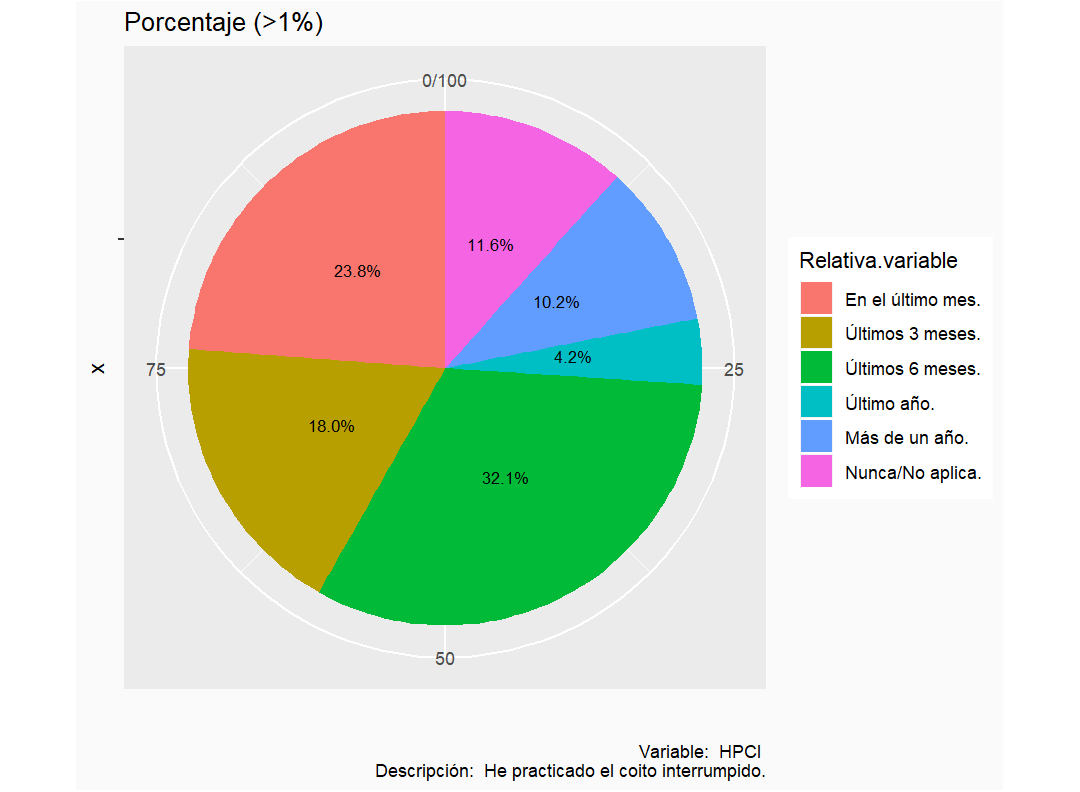 Porcentaje (>1%)
0/100
11.6%
23.8%
10.2%
4.2%
x
75
25
18.0%
32.1%
50
Relativa.variable
En el último mes.
Últimos 3 meses.
Últimos 6 meses.
Último año.
Más de un año.
Nunca/No aplica.
Variable:  HPCI
Descripción:  He practicado el coito interrumpido.